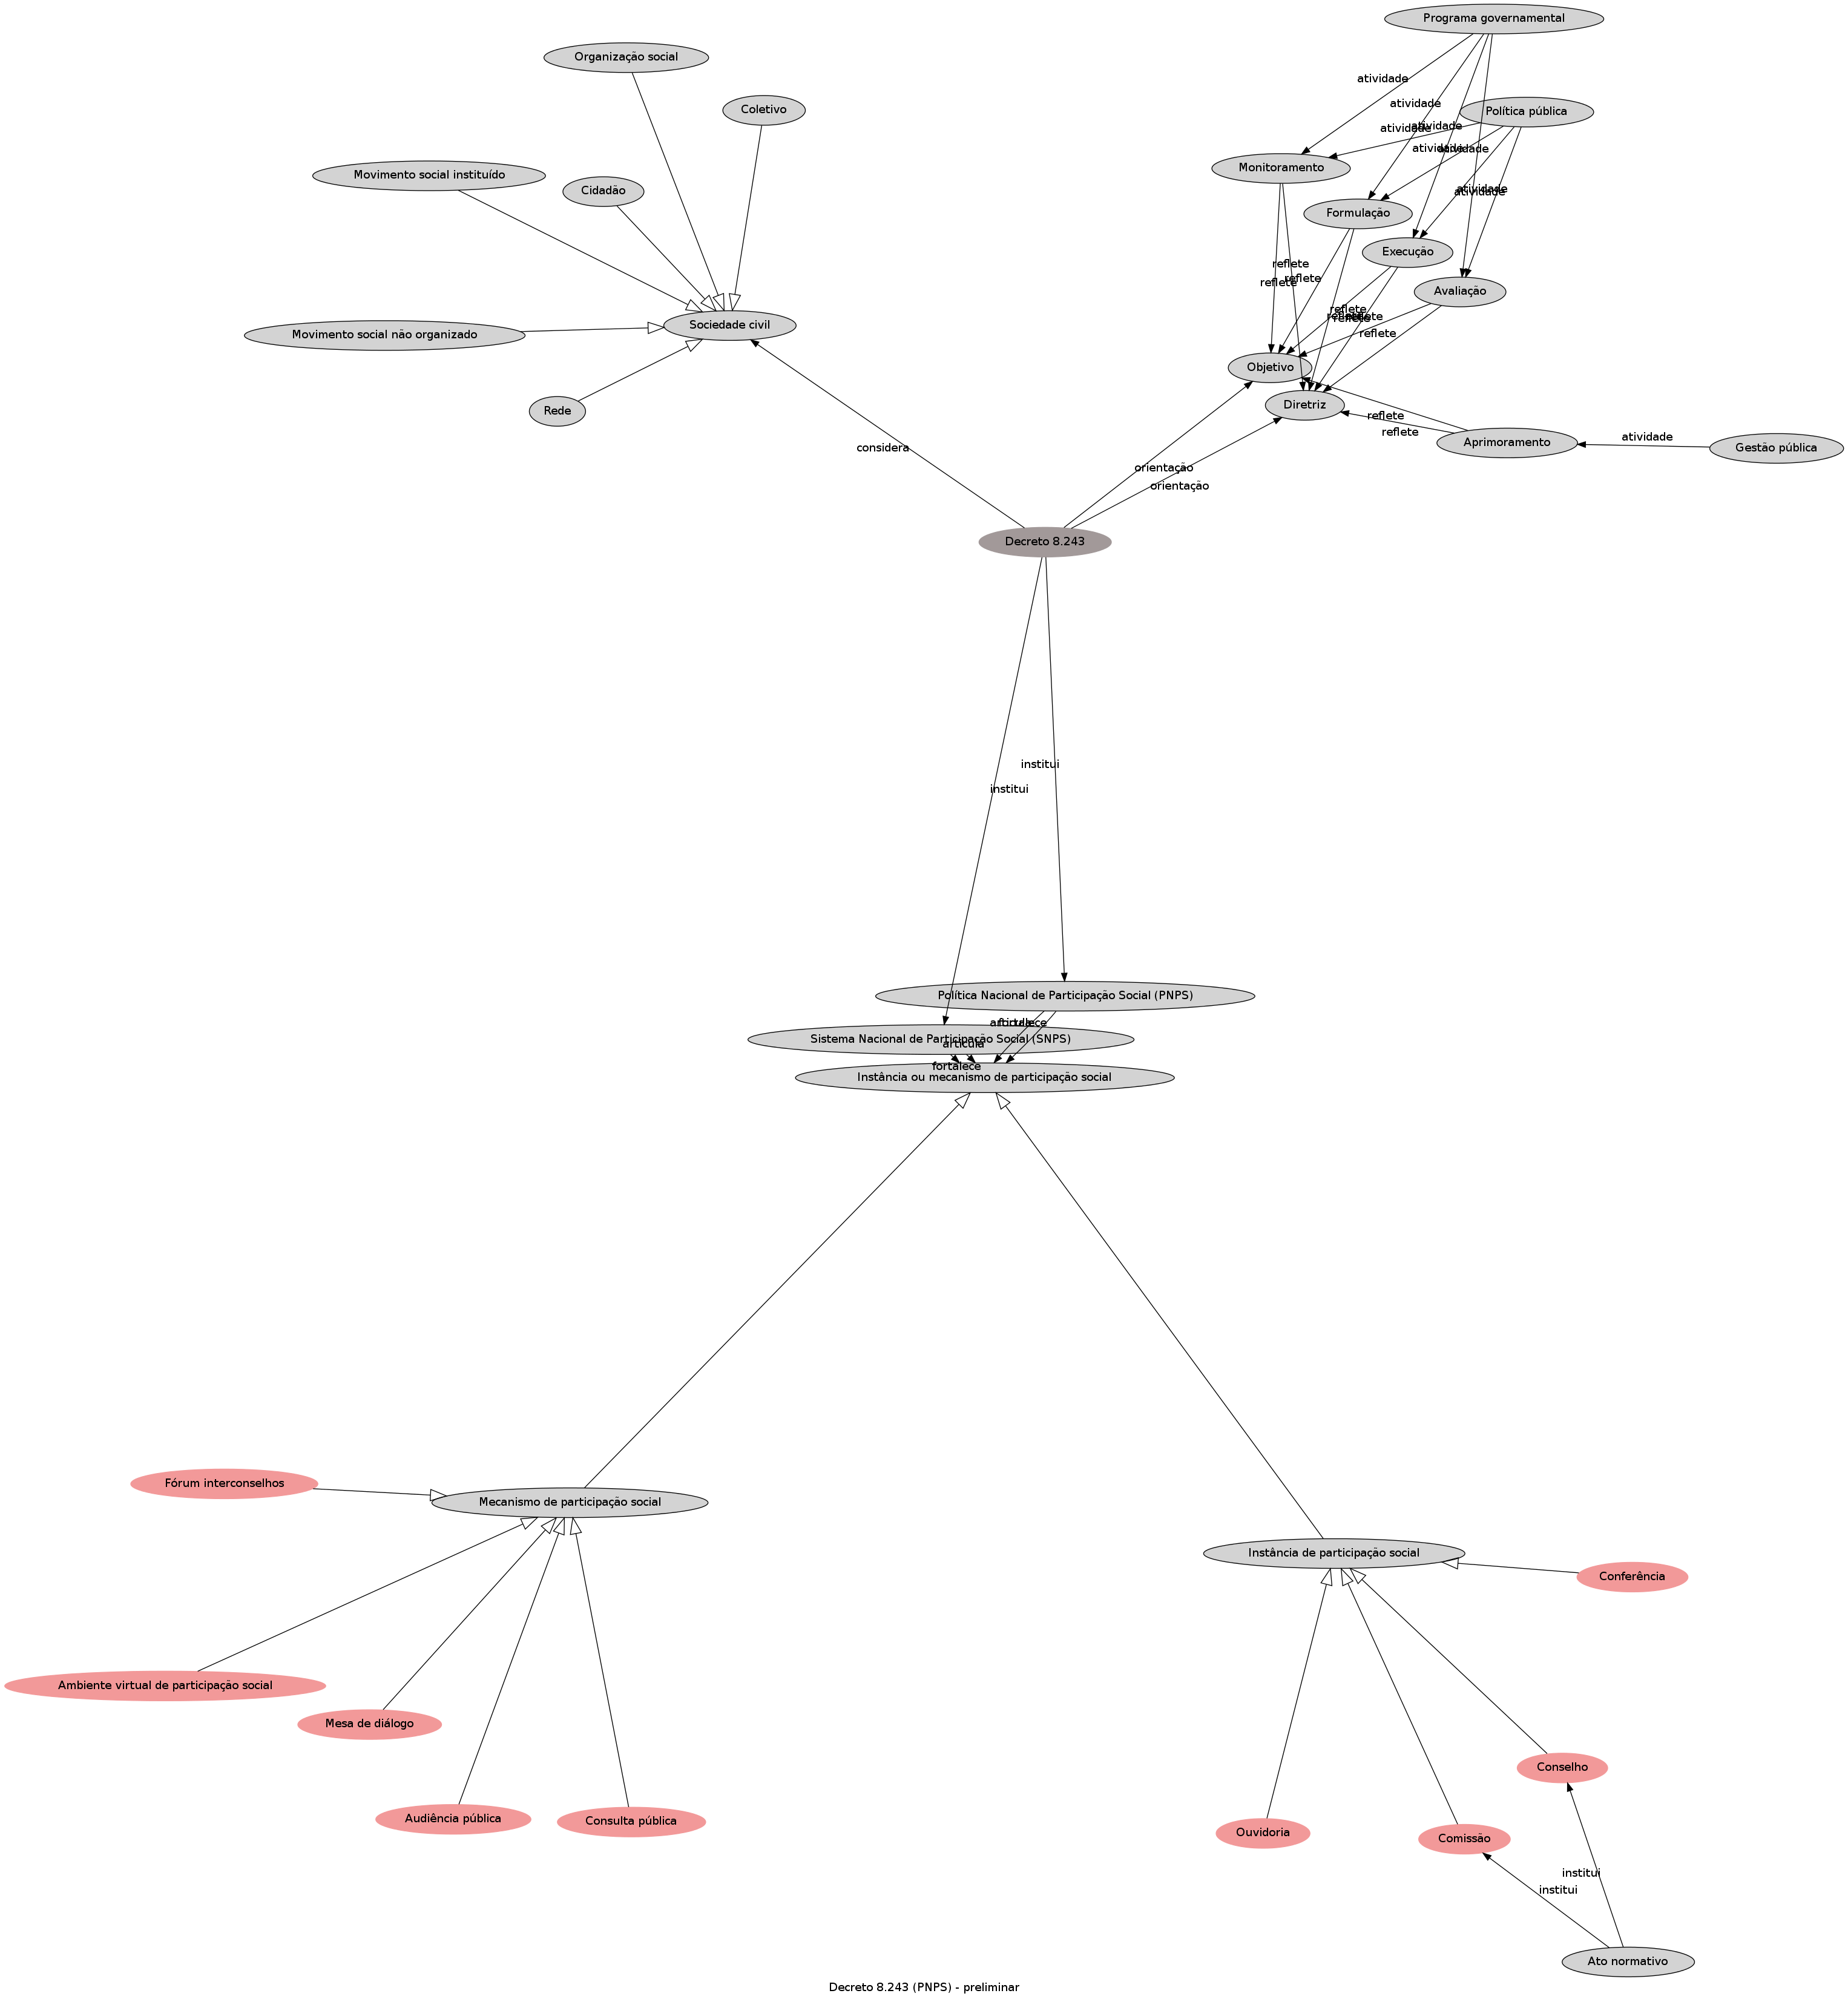 Programa governamental
Organização social
atividade
Coletivo
atividade
Política pública
atividade
atividade
atividade
atividade
Monitoramento
Movimento social instituído
Cidadão
atividade
atividade
Formulação
Execução
reflete
reflete
reflete
Avaliação
reflete
reflete
reflete
reflete
Sociedade civil
Movimento social não organizado
reflete
Objetivo
Diretriz
Rede
reflete
reflete
atividade
Aprimoramento
Gestão pública
considera
orientação
orientação
Decreto 8.243
institui
institui
Política Nacional de Participação Social (PNPS)
articula
fortalece
Sistema Nacional de Participação Social (SNPS)
articula
fortalece
Instância ou mecanismo de participação social
Fórum interconselhos
Mecanismo de participação social
Instância de participação social
Conferência
Ambiente virtual de participação social
Mesa de diálogo
Conselho
Audiência pública
Consulta pública
Ouvidoria
Comissão
institui
institui
Ato normativo
Decreto 8.243 (PNPS) - preliminar